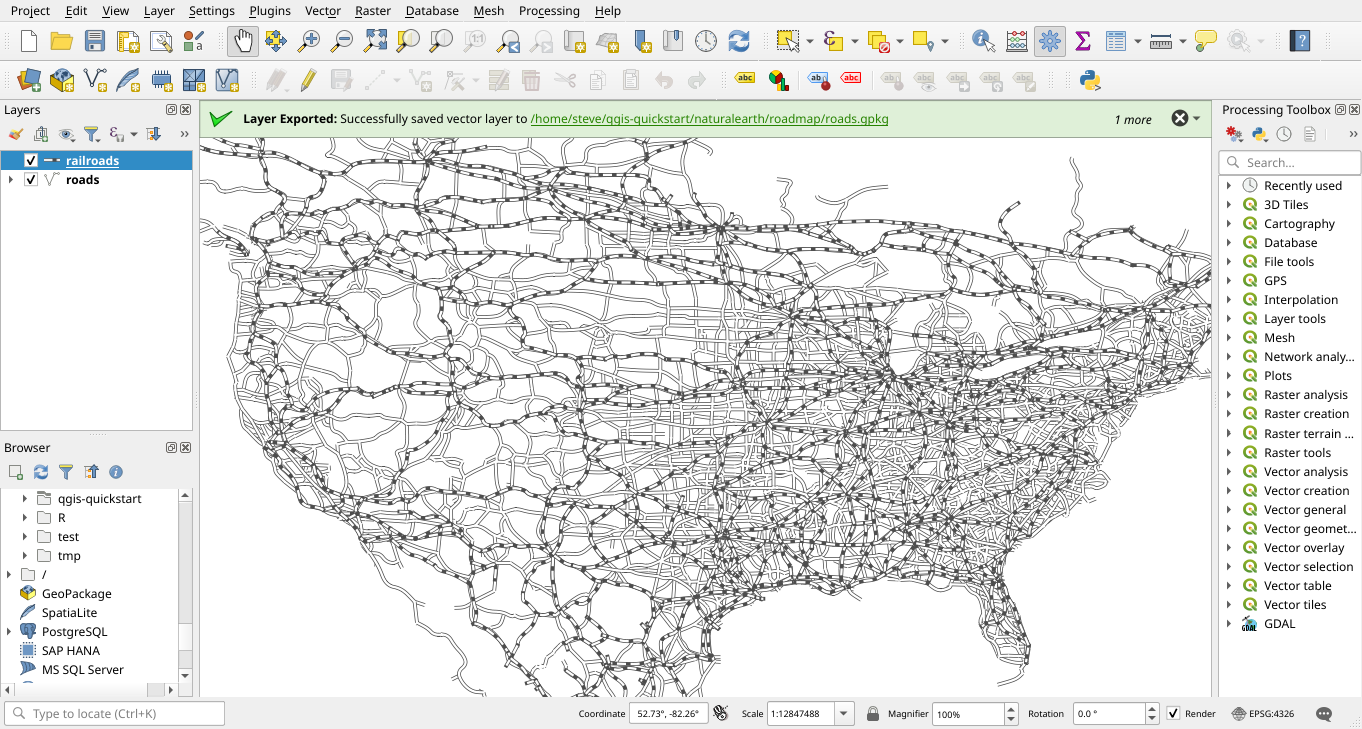 Project Edit View Layer Settings Plugins Vector Raster Database Mesh Processing Help
1:1
abc abc abc
Layers
railroads
roads
Browser
qgis-quickstart
R
test
tmp
/
GeoPackage
SpatiaLite
PostgreSQL
SAP HANA
MS SQL Server
Layer Exported: Successfully saved vector layer to /home/steve/qgis-quickstart/naturalearth/roadmap/roads.gpkg 1 more
Processing Toolbox
Search...
Recently used
3D Tiles
Cartography
Database
File tools
GPS
Interpolation
Layer tools
Mesh
Network analy...
Plots
Raster analysis
Raster creation
Raster terrain ...
Raster tools
Vector analysis
Vector creation
Vector general
Vector geomet...
Vector overlay
Vector selection
Vector table
Vector tiles
GDAL
Type to locate (Ctrl+K) Coordinate 52.73°, -82.26° Scale 1:12847488 Magnifier 100% Rotation 0.0 ° Render EPSG:4326